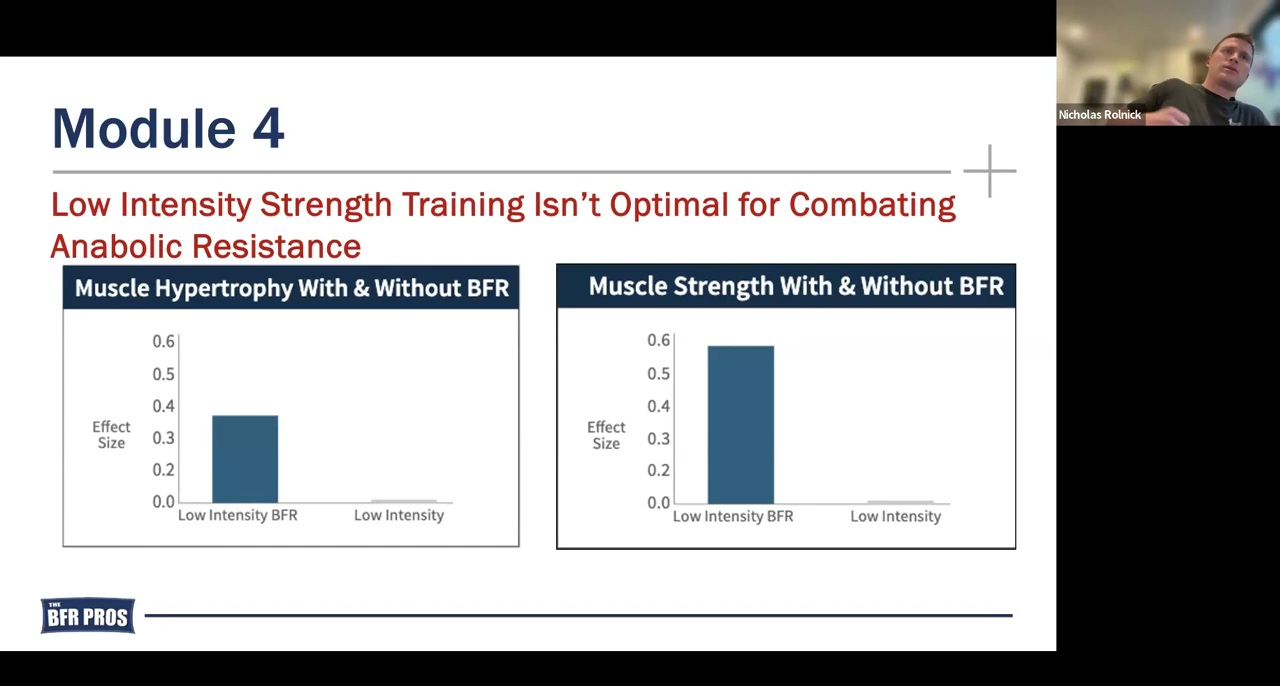 Module 4
Low Intensity Strength Training Isn't Optimal for Combating
Anabolic Resistance
Muscle Hypertrophy With & Without BFR
0.6
0.5
0.4
0.3
0.2
0.0
Effect
Size
Low Intensity BFR
Low Intensity
Muscle Strength With & Without BFR
0.6
0.5
0.4
0.3
0.2
0.0
Effect
Size
Low Intensity BFR
Low Intensity
THE
BFR PROS
Nicholas Rolnick